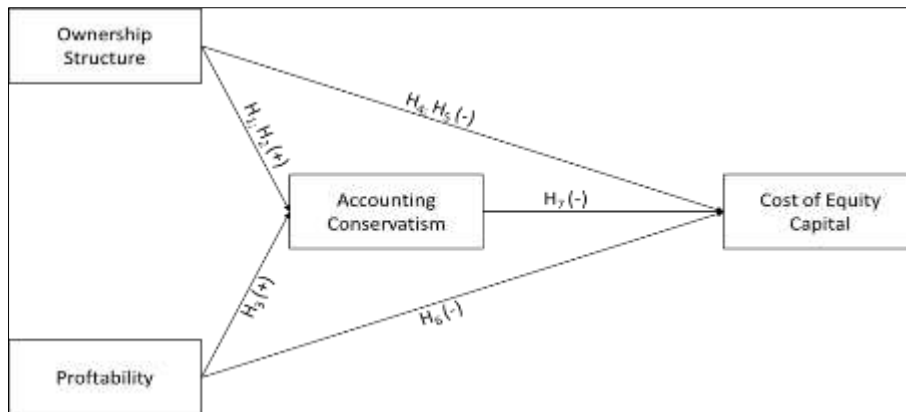 Ownership
Structure
H₄; H₅ (-)
H₁; H₂ (+)
Accounting
Conservatism
H₇ (-)
Cost of Equity
Capital
H₃ (+)
H₆ (-)
Proftability